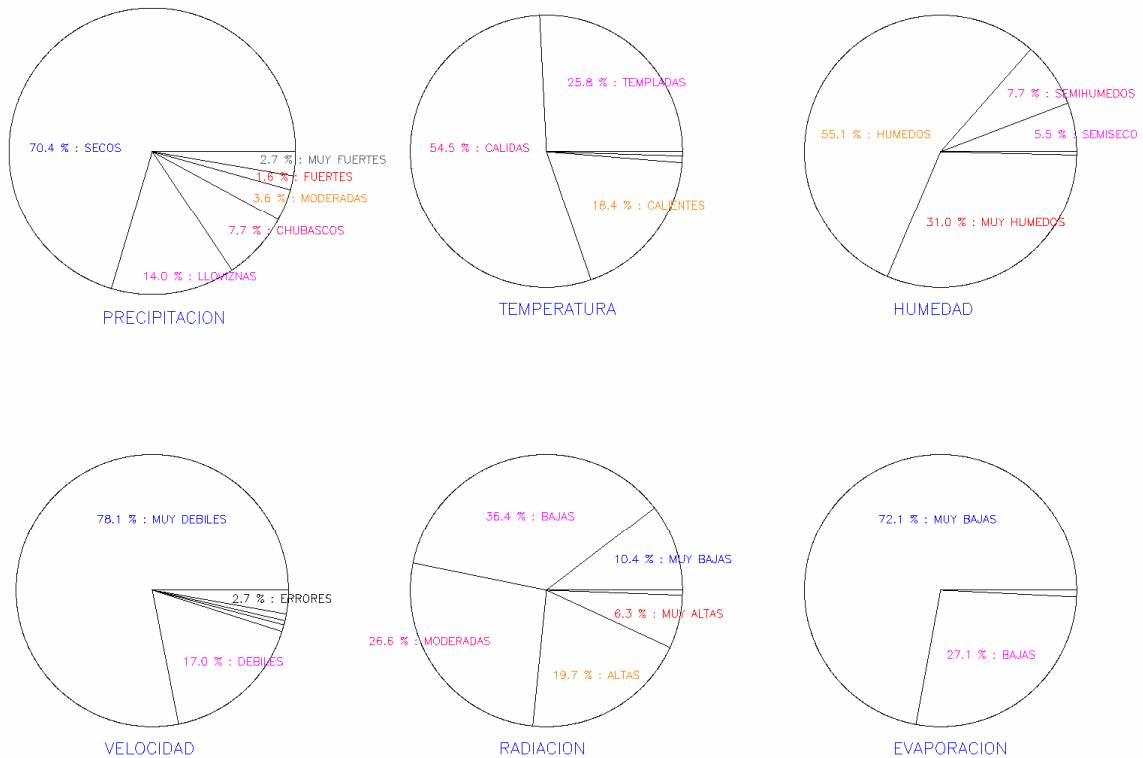 70.4 % : SECOS
2.7 % : MUY FUERTES
1.6 % : FUERTES
3.6 % : MODERADAS
7.7 % : CHUBASCOS
14.0 % : LLOVIZNAS
PRECIPITACION
25.8 % : TEMPLADAS
54.5 % : CALIDAS
18.4 % : CALIENTES
TEMPERATURA
7.7 % : SEMIHUMEDOS
55.1 % : HUMEDOS
5.5 % : SEMISECO
31.0 % : MUY HUMEDOS
HUMEDAD
78.1 % : MUY DEBILES
2.7 % : ERRORES
17.0 % : DEBILES
VELOCIDAD
36.4 % : BAJAS
10.4 % : MUY BAJAS
6.3 % : MUY ALTAS
26.6 % : MODERADAS
19.7 % : ALTAS
RADIACION
72.1 % : MUY BAJAS
27.1 % : BAJAS
EVAPORACION